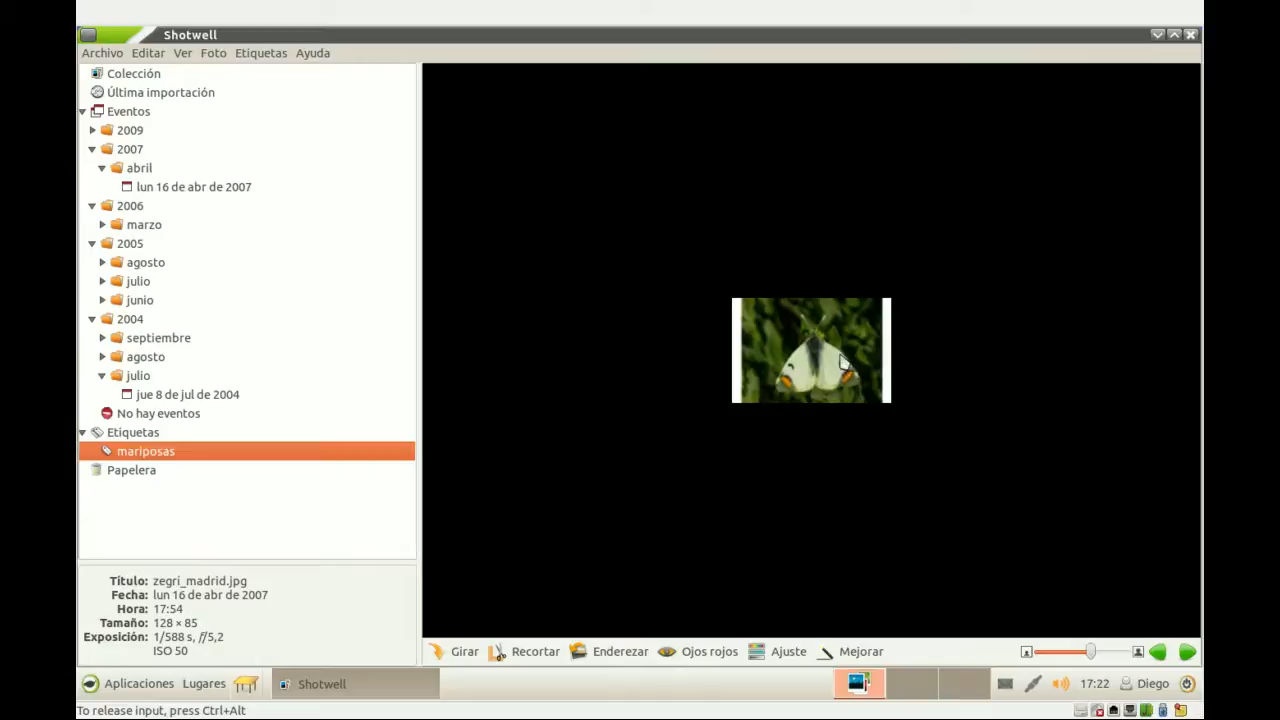 Shotwell
Archivo Editar Ver Foto Etiquetas Ayuda
Colección
Última importación
Eventos
2009
2007
abril
lun 16 de abr de 2007
2006
marzo
2005
agosto
julio
junio
2004
septiembre
agosto
julio
jue 8 de jul de 2004
No hay eventos
Etiquetas
mariposas
Papelera
Título: zegri_madrid.jpg
Fecha: lun 16 de abr de 2007
Hora: 17:54
Tamaño: 128 × 85
Exposición: 1/588 s, f/5,2
ISO 50
Girar Recortar Enderezar Ojos rojos Ajuste Mejorar
Aplicaciones Lugares Shotwell 17:22 Diego
To release input, press Ctrl+Alt